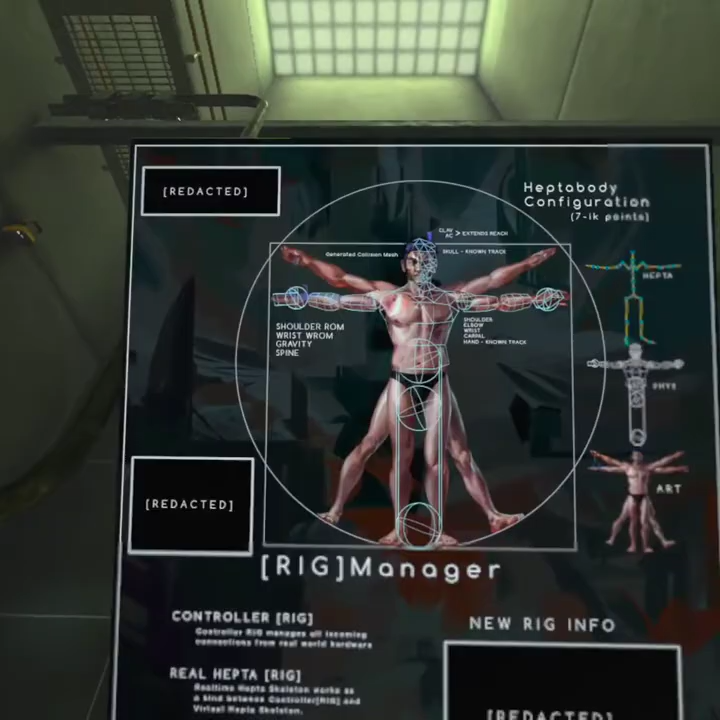 [REDACTED]
Heptabody
Configuration
(7-ik points)
CLAV
AC > EXTENDS REACH
Generated Collision Mesh
SKULL - KNOWN TRACK
HEPTA
SHOULDER ROM
WRIST WROM
GRAVITY
SPINE
SHOULDER
ELBOW
WRIST
CARPAL
HAND - KNOWN TRACK
PHYS
[REDACTED]
ART
[RIG]Manager
CONTROLLER [RIG]
Controller RIG manages all incoming
connections from real world hardware
NEW RIG INFO
REAL HEPTA [RIG]
Realtime Hepta Skeleton works as
a bind between Controller[RIG] and
Virtual Hepta Skeleton.
[REDACTED]